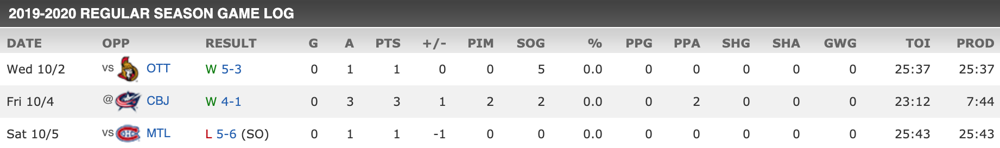 2019-2020 REGULAR SEASON GAME LOG
DATE OPP RESULT G A PTS +/- PIM SOG % PPG PPA SHG SHA GWG TOI PROD
Wed 10/2 vs OTT W 5-3 0 1 1 0 0 5 0.0 0 0 0 0 0 25:37 25:37
Fri 10/4 @ CBJ W 4-1 0 3 3 1 2 2 0.0 0 2 0 0 0 23:12 7:44
Sat 10/5 vs MTL L 5-6 (SO) 0 1 1 -1 0 0 0.0 0 0 0 0 0 25:43 25:43